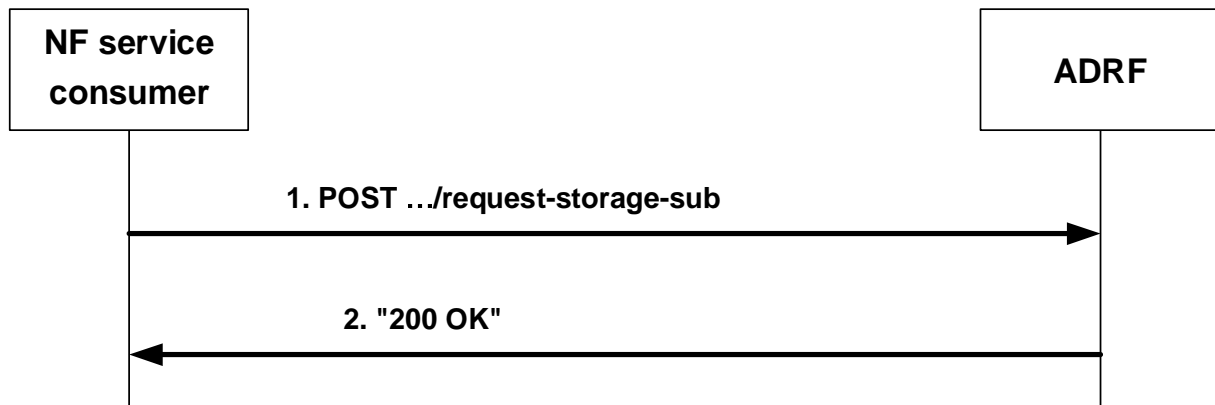 NF service
consumer
ADRF
1. POST …/request-storage-sub
2. "200 OK"